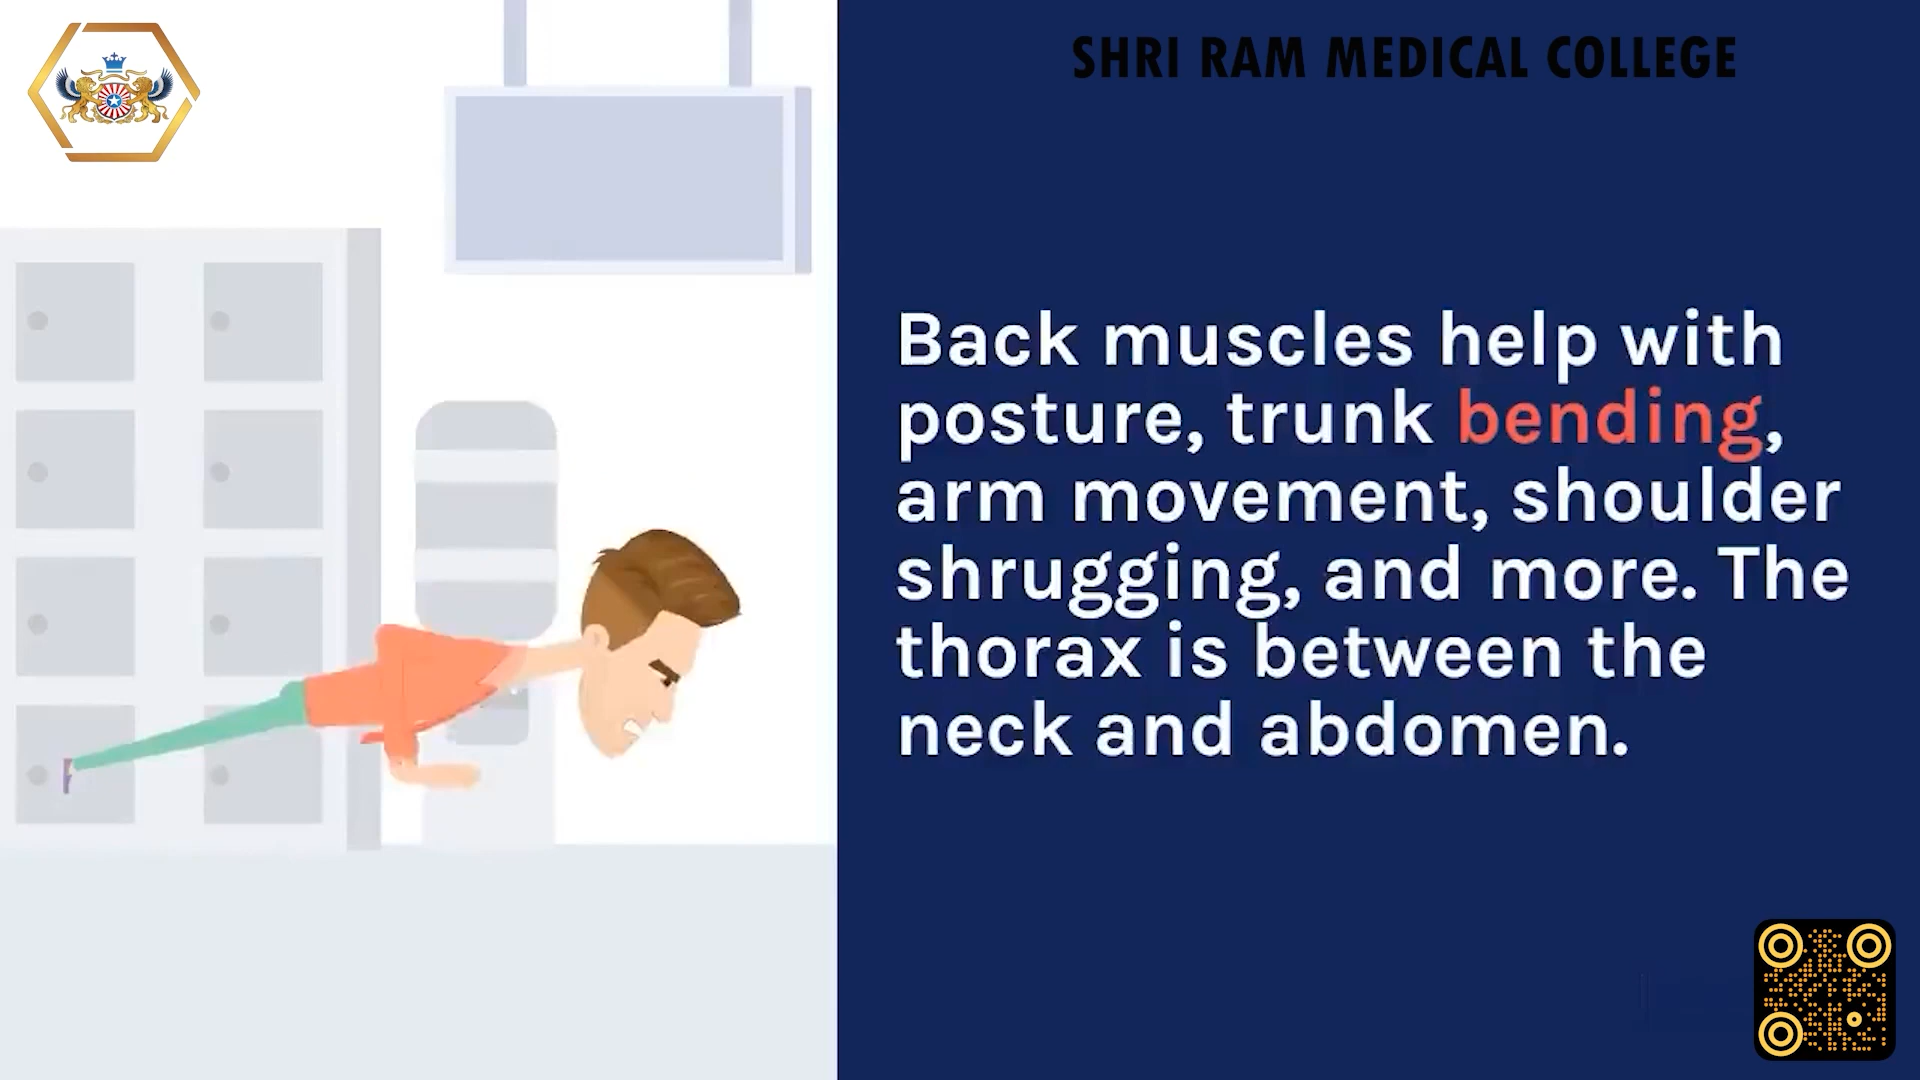 SHRI RAM MEDICAL COLLEGE
Back muscles help with
posture, trunk bending,
arm movement, shoulder
shrugging, and more. The
thorax is between the
neck and abdomen.